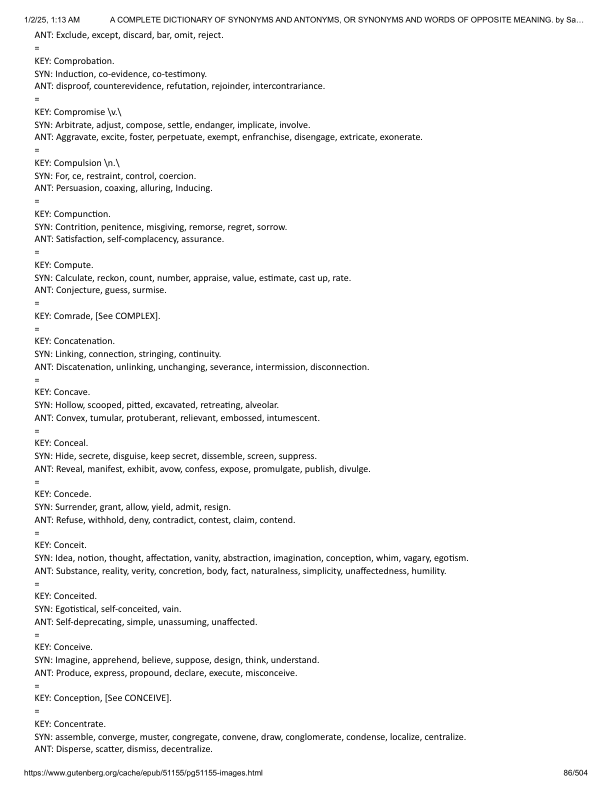 1/2/25, 1:13 AM A COMPLETE DICTIONARY OF SYNONYMS AND ANTONYMS, OR SYNONYMS AND WORDS OF OPPOSITE MEANING. by Sa…
ANT: Exclude, except, discard, bar, omit, reject.
=
KEY: Comprobation.
SYN: Induction, co-evidence, co-testimony.
ANT: disproof, counterevidence, refutation, rejoinder, intercontrariance.
=
KEY: Compromise \v.\
SYN: Arbitrate, adjust, compose, settle, endanger, implicate, involve.
ANT: Aggravate, excite, foster, perpetuate, exempt, enfranchise, disengage, extricate, exonerate.
=
KEY: Compulsion \n.\
SYN: For, ce, restraint, control, coercion.
ANT: Persuasion, coaxing, alluring, Inducing.
=
KEY: Compunction.
SYN: Contrition, penitence, misgiving, remorse, regret, sorrow.
ANT: Satisfaction, self-complacency, assurance.
=
KEY: Compute.
SYN: Calculate, reckon, count, number, appraise, value, estimate, cast up, rate.
ANT: Conjecture, guess, surmise.
=
KEY: Comrade, [See COMPLEX].
=
KEY: Concatenation.
SYN: Linking, connection, stringing, continuity.
ANT: Discatenation, unlinking, unchanging, severance, intermission, disconnection.
=
KEY: Concave.
SYN: Hollow, scooped, pitted, excavated, retreating, alveolar.
ANT: Convex, tumular, protuberant, relievant, embossed, intumescent.
=
KEY: Conceal.
SYN: Hide, secrete, disguise, keep secret, dissemble, screen, suppress.
ANT: Reveal, manifest, exhibit, avow, confess, expose, promulgate, publish, divulge.
=
KEY: Concede.
SYN: Surrender, grant, allow, yield, admit, resign.
ANT: Refuse, withhold, deny, contradict, contest, claim, contend.
=
KEY: Conceit.
SYN: Idea, notion, thought, affectation, vanity, abstraction, imagination, conception, whim, vagary, egotism.
ANT: Substance, reality, verity, concretion, body, fact, naturalness, simplicity, unaffectedness, humility.
=
KEY: Conceited.
SYN: Egotistical, self-conceited, vain.
ANT: Self-deprecating, simple, unassuming, unaffected.
=
KEY: Conceive.
SYN: Imagine, apprehend, believe, suppose, design, think, understand.
ANT: Produce, express, propound, declare, execute, misconceive.
=
KEY: Conception, [See CONCEIVE].
=
KEY: Concentrate.
SYN: assemble, converge, muster, congregate, convene, draw, conglomerate, condense, localize, centralize.
ANT: Disperse, scatter, dismiss, decentralize.
https://www.gutenberg.org/cache/epub/51155/pg51155-images.html 86/504